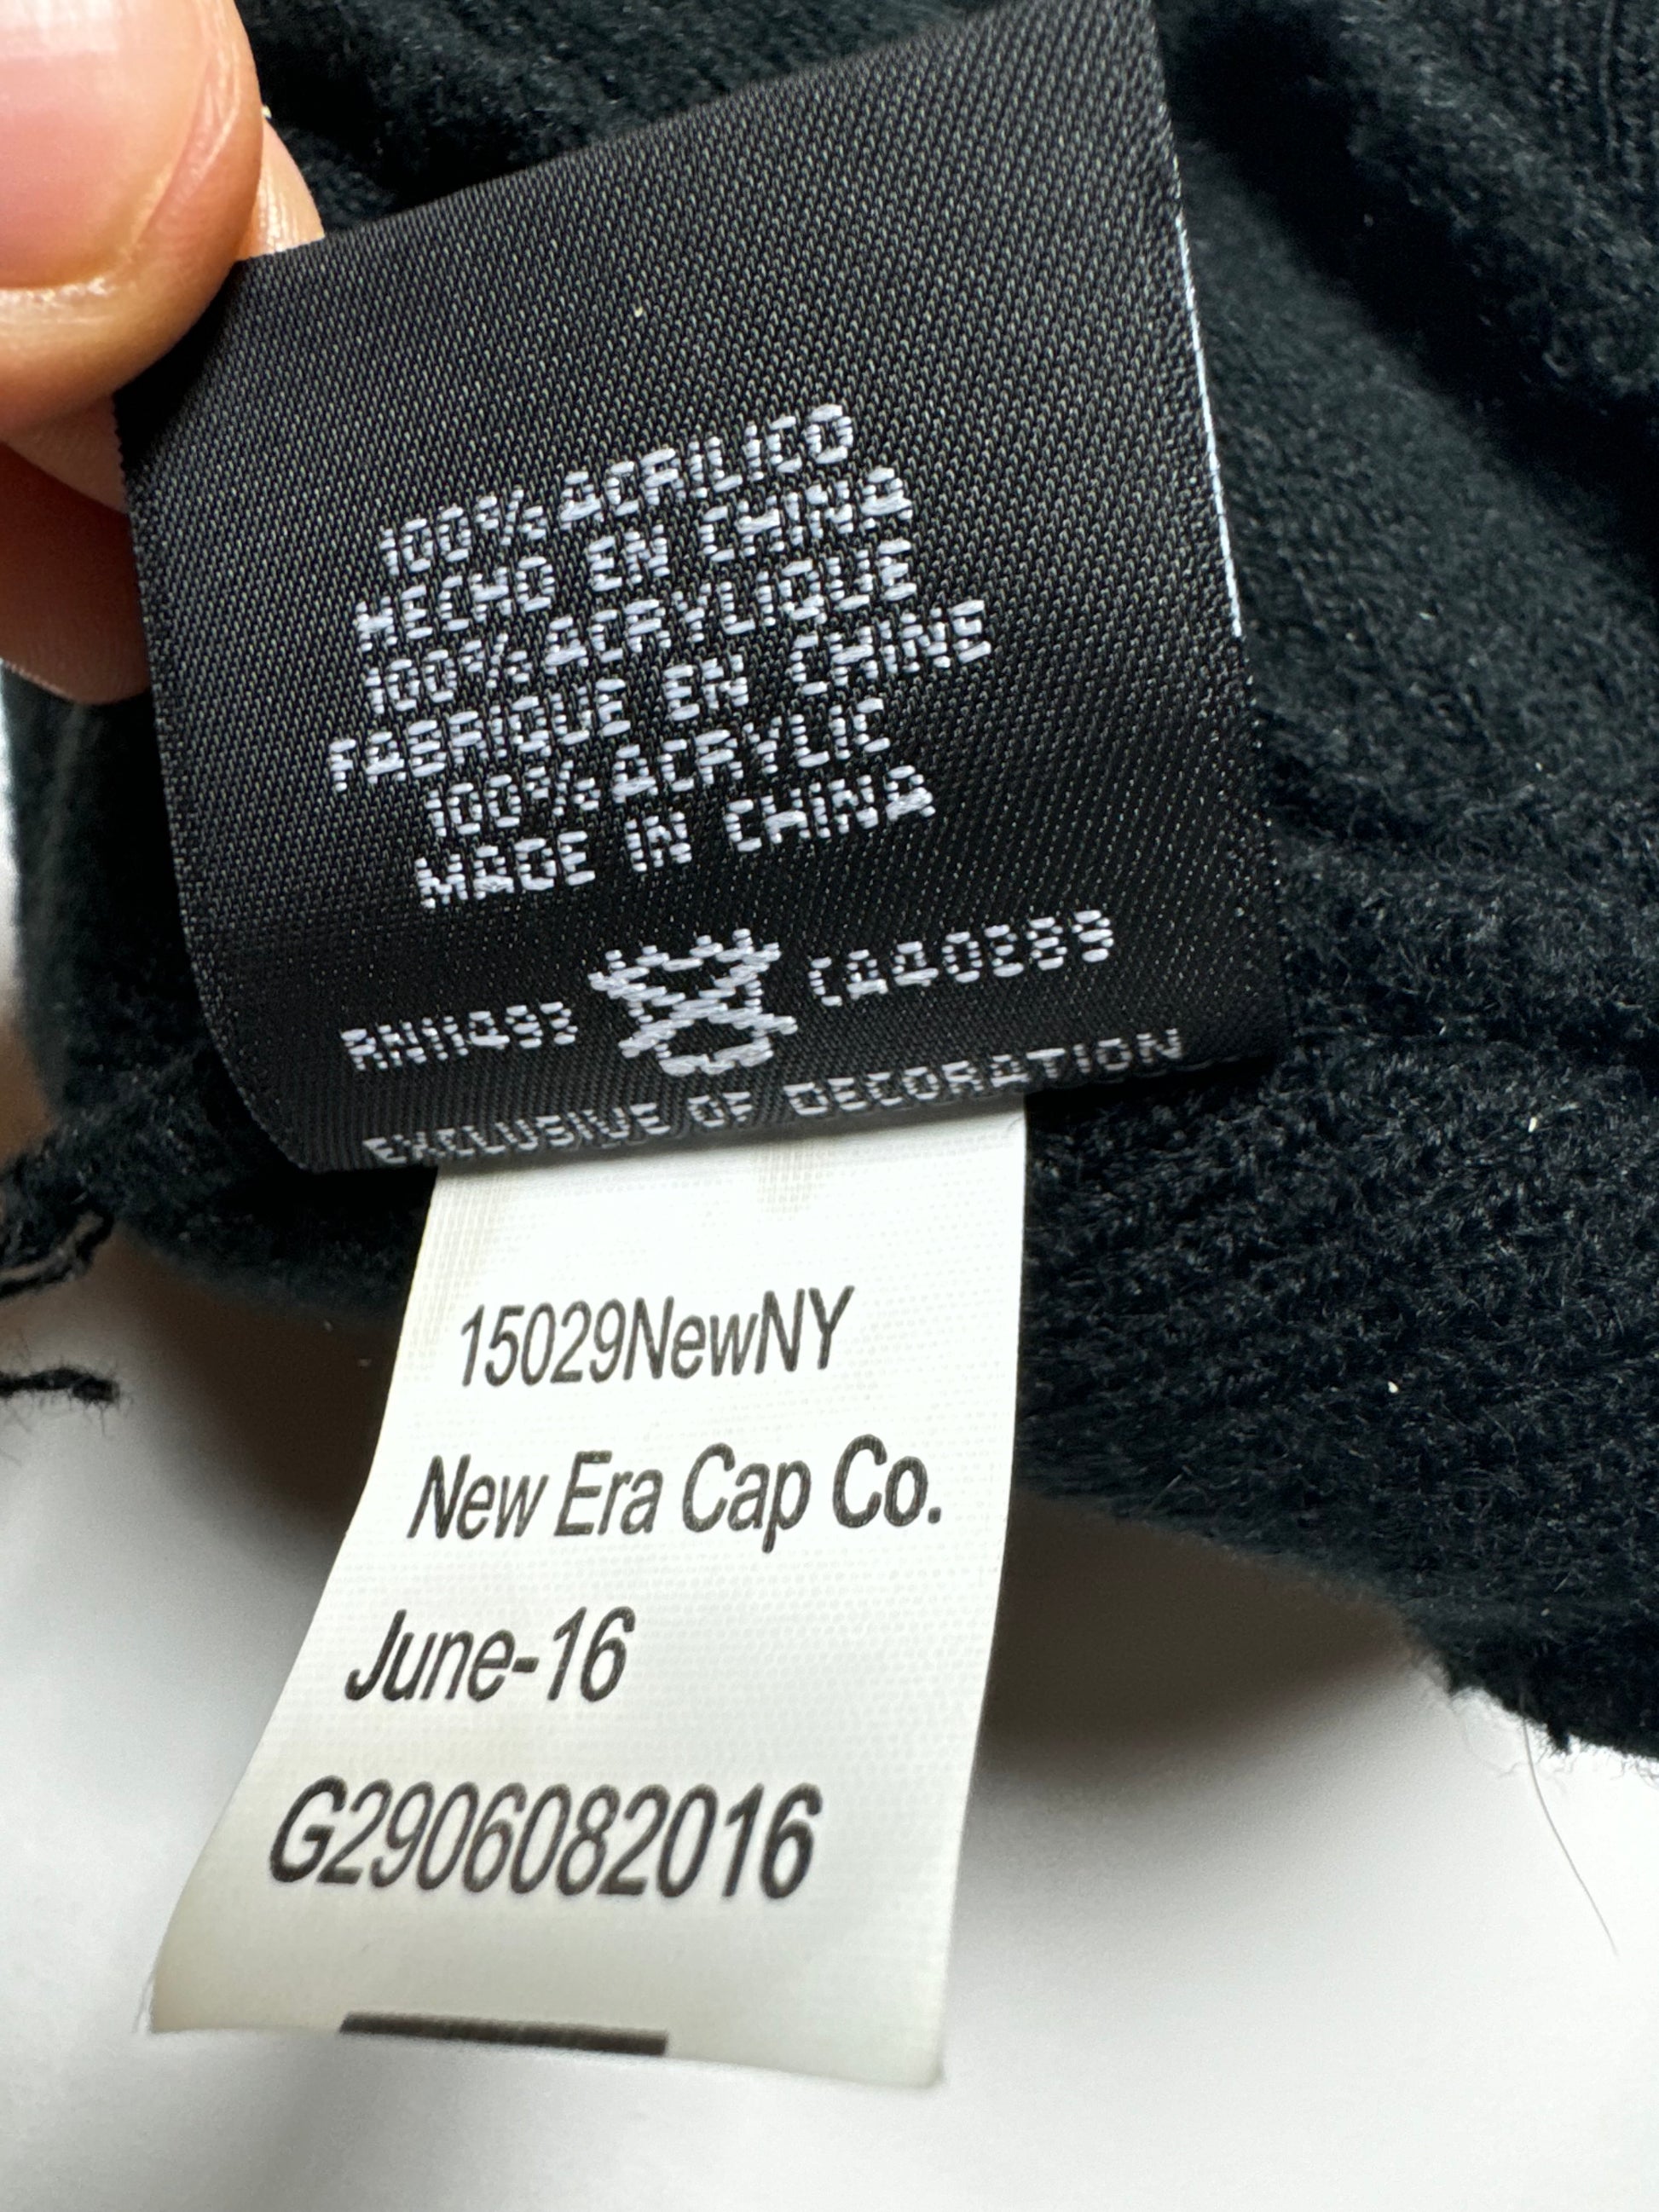 100% ACRILICO
HECHO EN CHINA
100% ACRYLIQUE
FABRIQUE EN CHINE
100% ACRYLIC
MADE IN CHINA
RN11493 CA40883
EXCLUSIVE OF DECORATION
15029NewNY
New Era Cap Co.
June-16
G2906082016